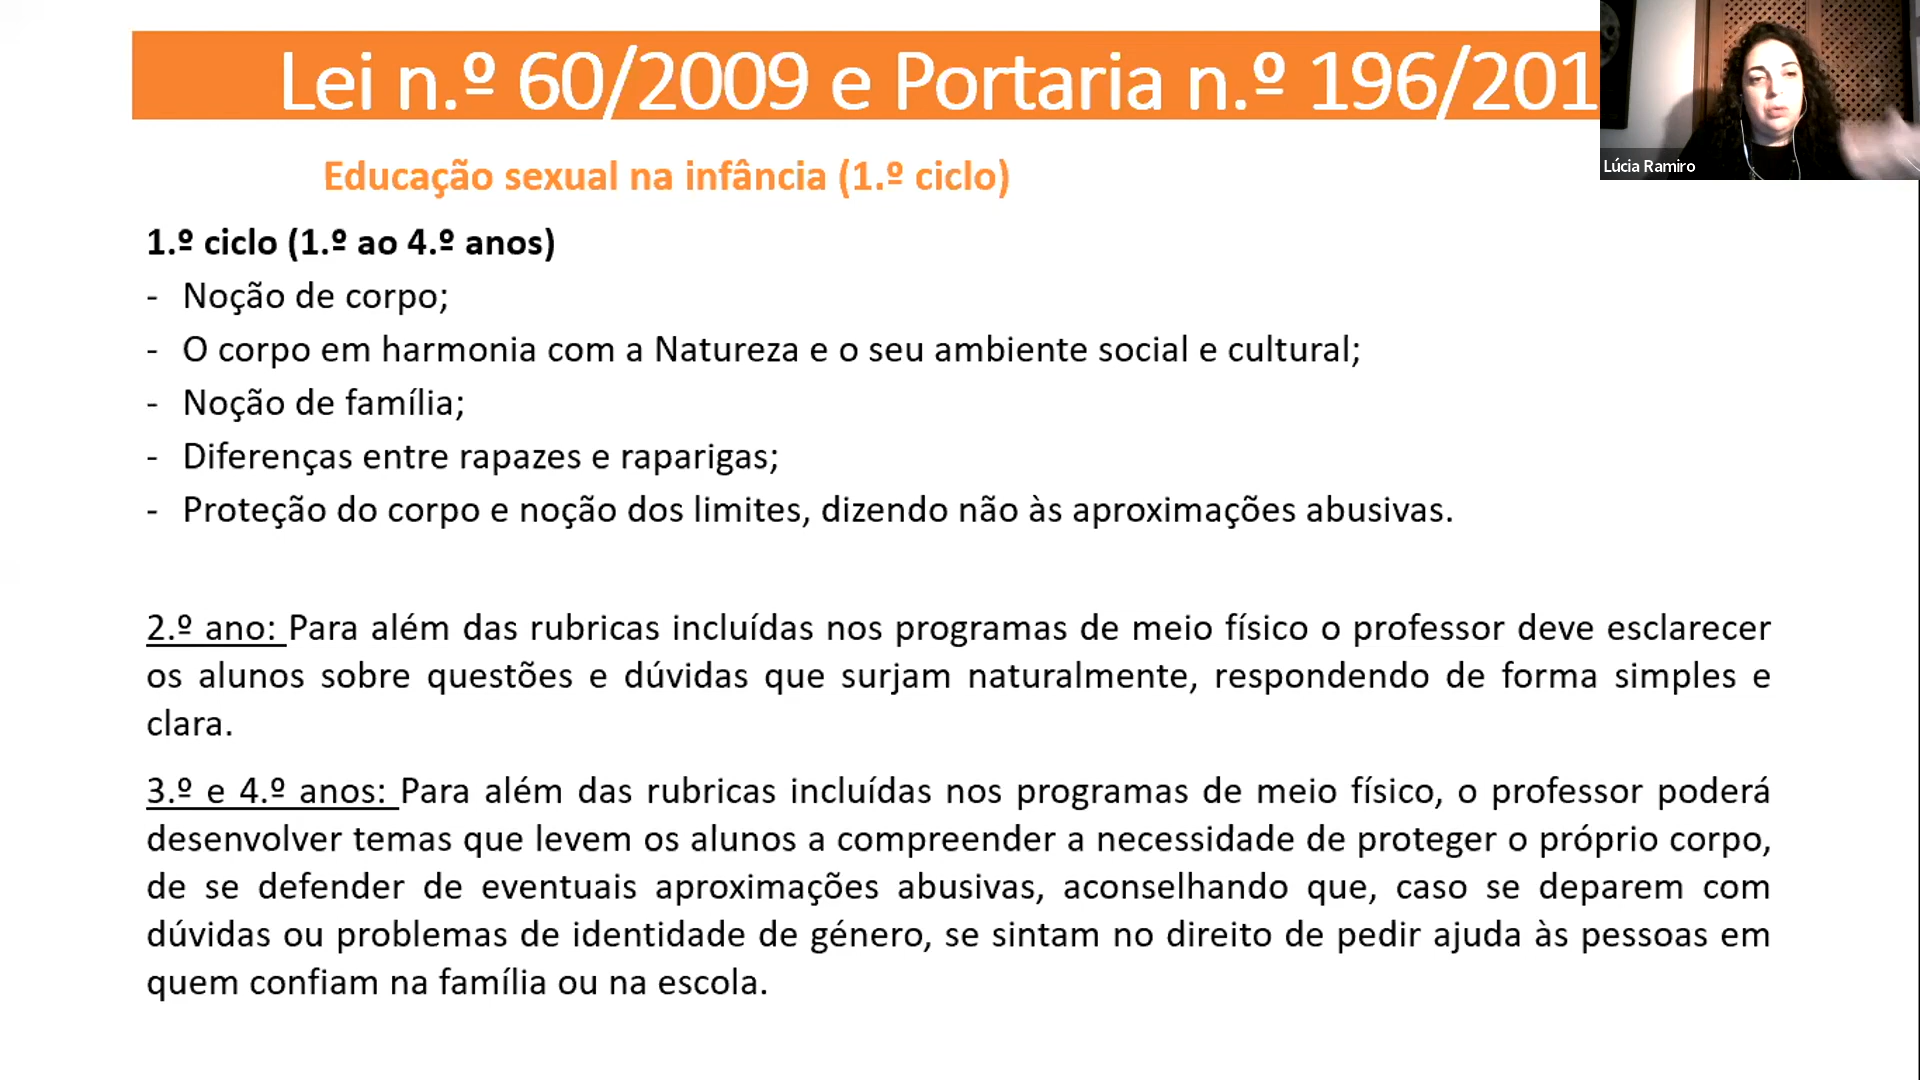 Lei n.º 60/2009 e Portaria n.º 196/201
Lúcia Ramiro
Educação sexual na infância (1.º ciclo)
1.º ciclo (1.º ao 4.º anos)
- Noção de corpo;
- O corpo em harmonia com a Natureza e o seu ambiente social e cultural;
- Noção de família;
- Diferenças entre rapazes e raparigas;
- Proteção do corpo e noção dos limites, dizendo não às aproximações abusivas.
2.º ano: Para além das rubricas incluídas nos programas de meio físico o professor deve esclarecer
os alunos sobre questões e dúvidas que surjam naturalmente, respondendo de forma simples e
clara.
3.º e 4.º anos: Para além das rubricas incluídas nos programas de meio físico, o professor poderá
desenvolver temas que levem os alunos a compreender a necessidade de proteger o próprio corpo,
de se defender de eventuais aproximações abusivas, aconselhando que, caso se deparem com
dúvidas ou problemas de identidade de género, se sintam no direito de pedir ajuda às pessoas em
quem confiam na família ou na escola.